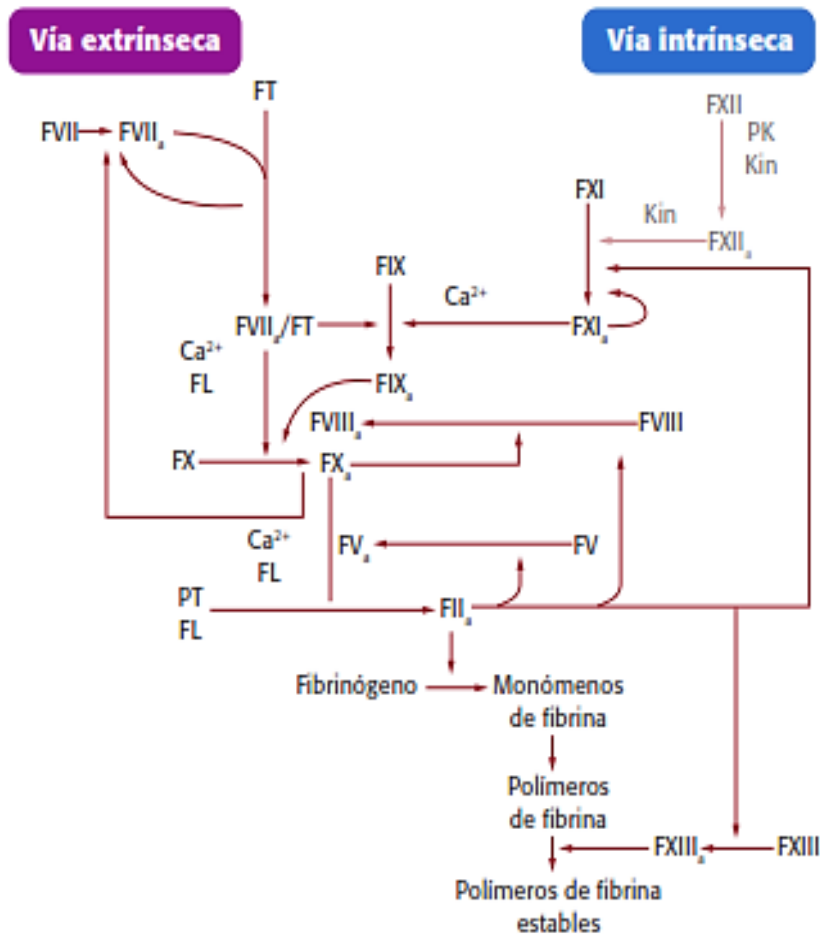 Vía extrínseca
Vía intrínseca
FT
FXII
FVII
FVIIₐ
PK
Kin
FXI
Kin
FXIIₐ
FIX
Ca²⁺
FVIIₐ/FT
FXIₐ
Ca²⁺
FL
FIXₐ
FVIIIₐ
FVIII
FX
FXₐ
Ca²⁺
FL
FVₐ
FV
PT
FL
FIIₐ
Fibrinógeno
Monómenos
de fibrina
Polímeros
de fibrina
FXIIIₐ
FXIII
Polimeros de fibrina
estables